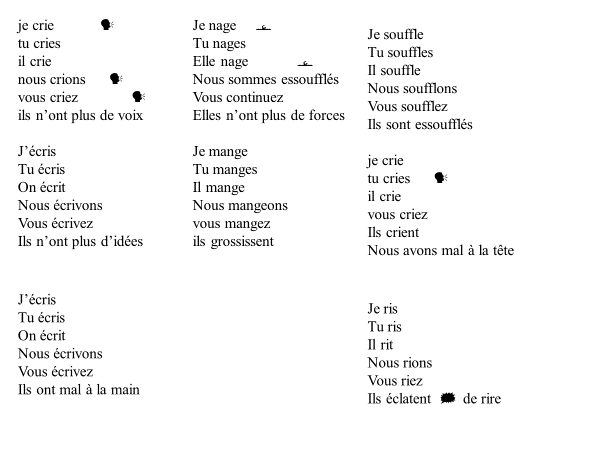 je crie
tu cries
il crie
nous crions
vous criez
ils n’ont plus de voix
Je nage
Tu nages
Elle nage
Nous sommes essoufflés
Vous continuez
Elles n’ont plus de forces
Je souffle
Tu souffles
Il souffle
Nous soufflons
Vous soufflez
Ils sont essoufflés
J’écris
Tu écris
On écrit
Nous écrivons
Vous écrivez
Ils n’ont plus d’idées
Je mange
Tu manges
Il mange
Nous mangeons
vous mangez
ils grossissent
je crie
tu cries
il crie
vous criez
Ils crient
Nous avons mal à la tête
J’écris
Tu écris
On écrit
Nous écrivons
Vous écrivez
Ils ont mal à la main
Je ris
Tu ris
Il rit
Nous rions
Vous riez
Ils éclatent de rire